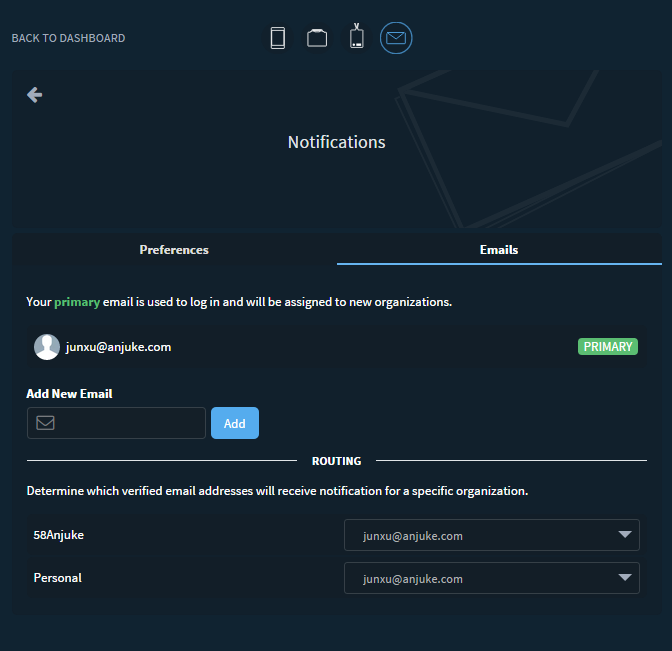 BACK TO DASHBOARD
Notifications
Preferences
Emails
Your primary email is used to log in and will be assigned to new organizations.
junxu@anjuke.com
PRIMARY
Add New Email
Add
ROUTING
Determine which verified email addresses will receive notification for a specific organization.
58Anjuke
junxu@anjuke.com
Personal
junxu@anjuke.com